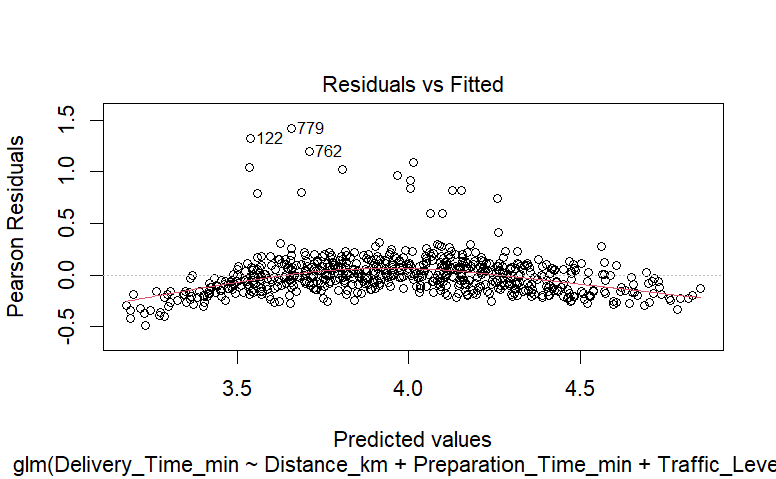 Residuals vs Fitted
Pearson Residuals
1.5
1.0
0.5
0.0
-0.5
779
122
762
3.5 4.0 4.5
Predicted values
glm(Delivery_Time_min ~ Distance_km + Preparation_Time_min + Traffic_Leve